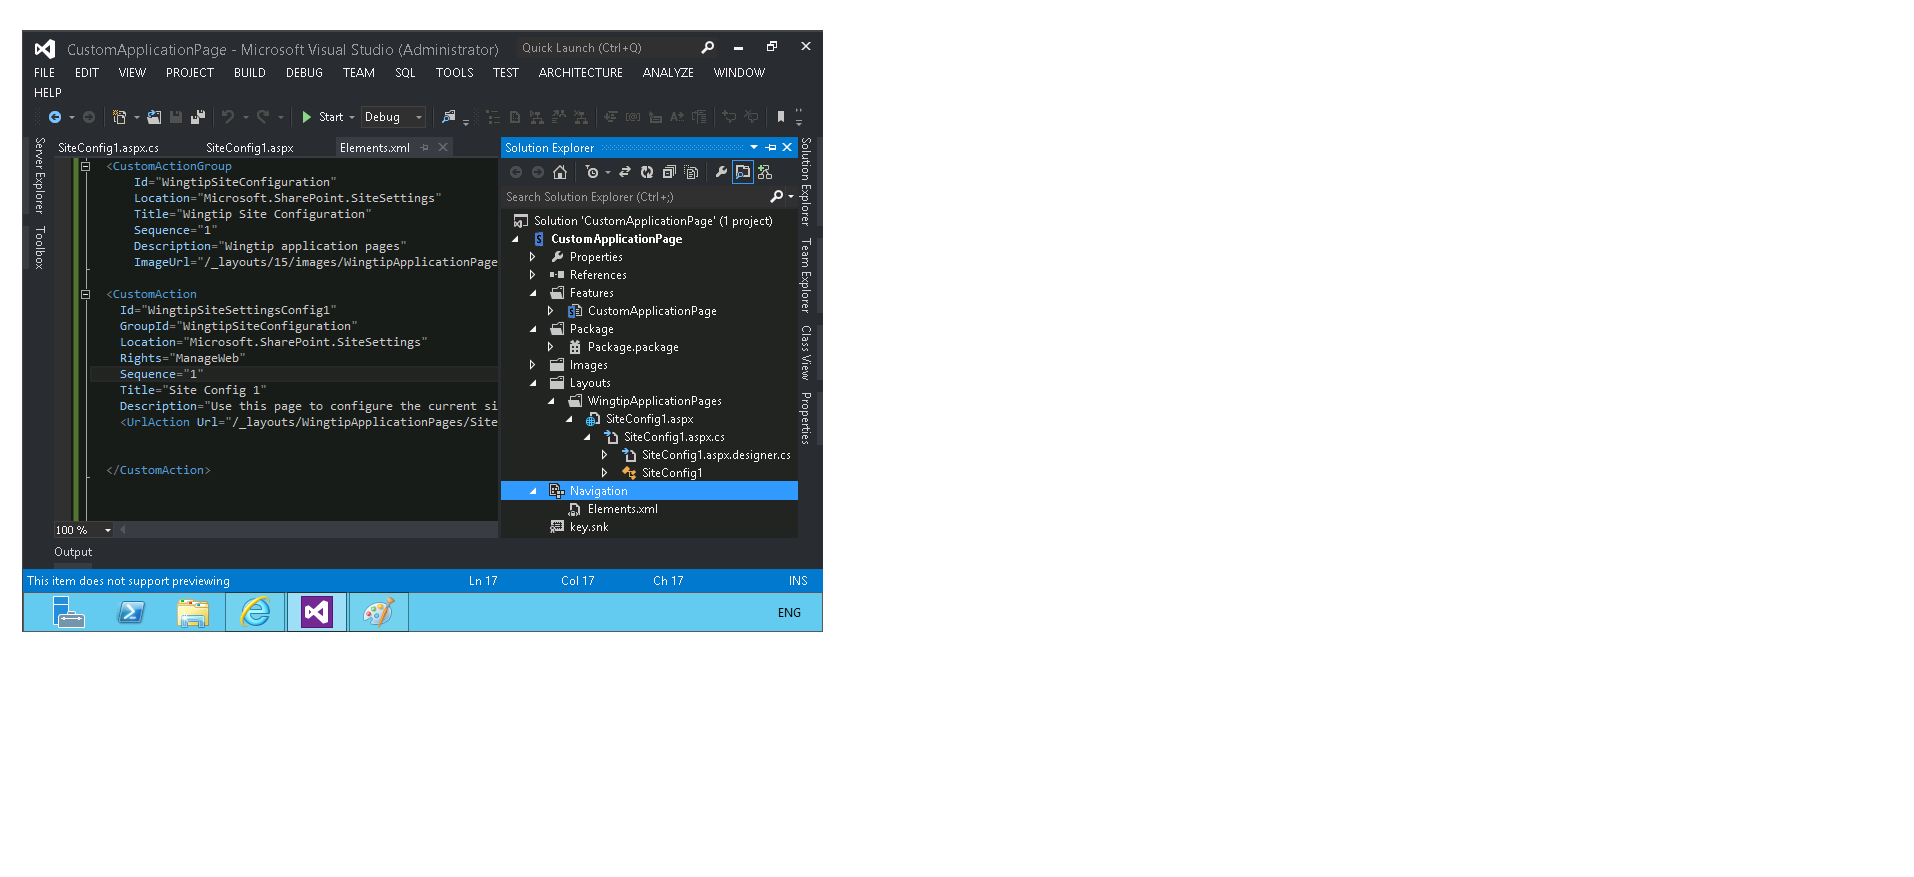 CustomApplicationPage - Microsoft Visual Studio (Administrator)
Quick Launch (Ctrl+Q)
FILE EDIT VIEW PROJECT BUILD DEBUG TEAM SQL TOOLS TEST ARCHITECTURE ANALYZE WINDOW
HELP
Start Debug
Server Explorer
Toolbox
SiteConfig1.aspx.cs SiteConfig1.aspx Elements.xml
<CustomActionGroup
Id="WingtipSiteConfiguration"
Location="Microsoft.SharePoint.SiteSettings"
Title="Wingtip Site Configuration"
Sequence="1"
Description="Wingtip application pages"
ImageUrl="/_layouts/15/images/WingtipApplicationPage
<CustomAction
Id="WingtipSiteSettingsConfig1"
GroupId="WingtipSiteConfiguration"
Location="Microsoft.SharePoint.SiteSettings"
Rights="ManageWeb"
Sequence="1"
Title="Site Config 1"
Description="Use this page to configure the current si
<UrlAction Url="/_layouts/WingtipApplicationPages/Site
</CustomAction>
100 %
Output
Solution Explorer
Search Solution Explorer (Ctrl+;)
Solution 'CustomApplicationPage' (1 project)
CustomApplicationPage
Properties
References
Features
CustomApplicationPage
Package
Package.package
Images
Layouts
WingtipApplicationPages
SiteConfig1.aspx
SiteConfig1.aspx.cs
SiteConfig1.aspx.designer.cs
SiteConfig1
Navigation
Elements.xml
key.snk
Solution Explorer
Team Explorer
Class View
Properties
This item does not support previewing Ln 17 Col 17 Ch 17 INS
ENG